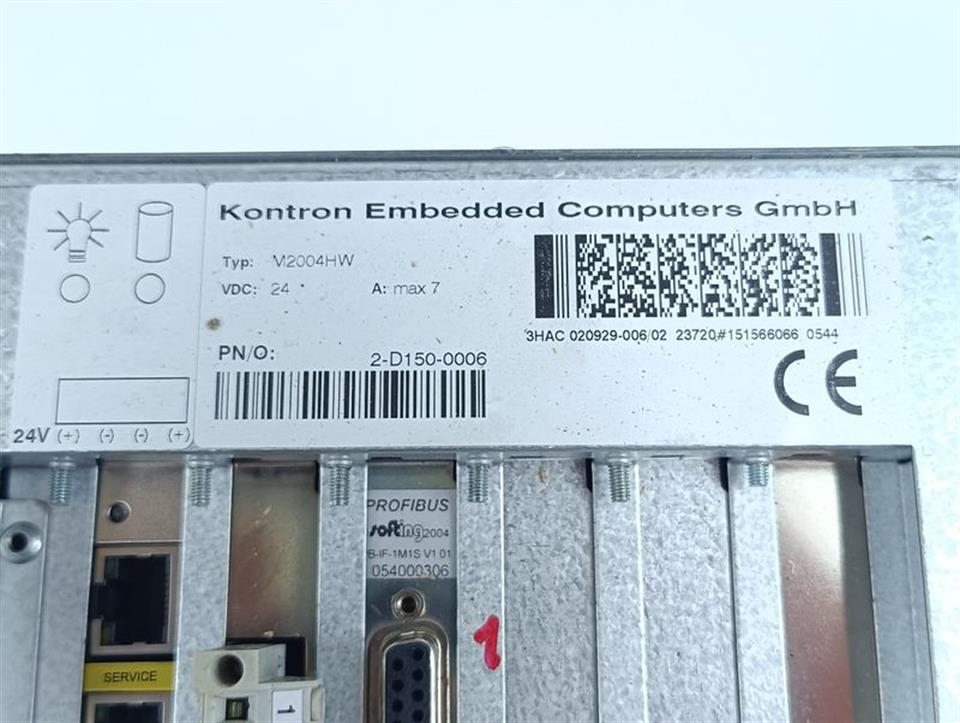 Kontron Embedded Computers GmbH
Typ: M2004HW
VDC: 24
A: max 7
3HAC 020929-006/02 23720#151566066 0544
PN/O: 2-D150-0006
CE
24V (+) (-) (-) (+)
PROFIBUS
softing 2004
B-IF-1M1S V1 01
054000306
1
SERVICE
1